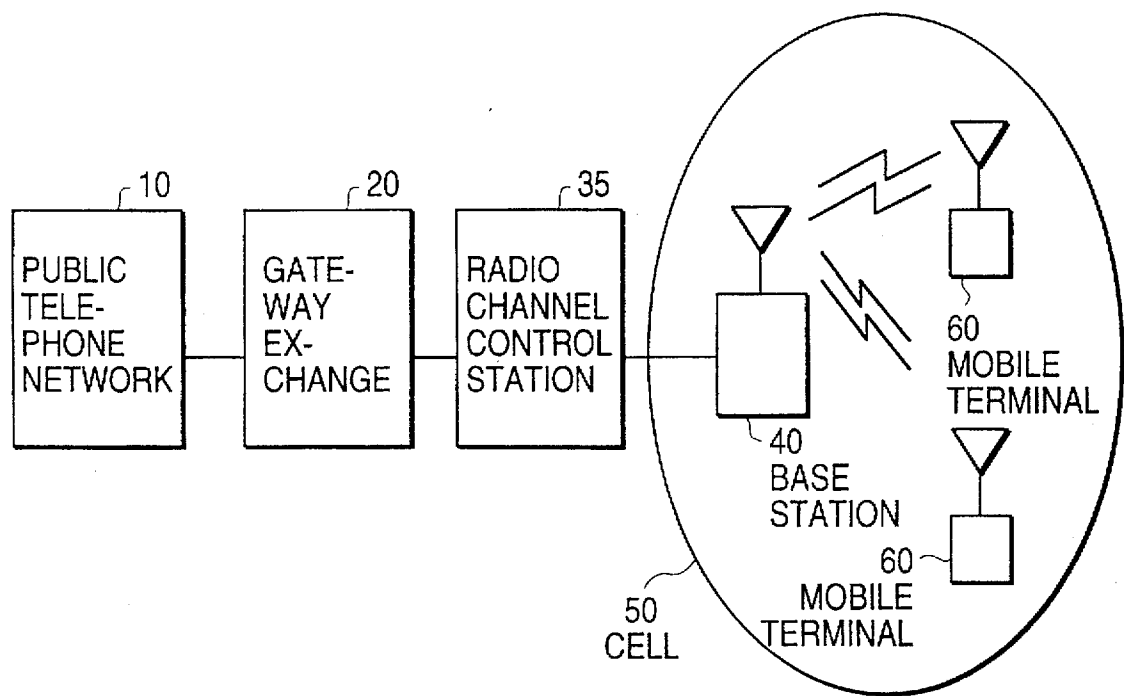 10
PUBLIC
TELE-
PHONE
NETWORK
20
GATE-
WAY
EX-
CHANGE
35
RADIO
CHANNEL
CONTROL
STATION
40
BASE
STATION
60
MOBILE
TERMINAL
60
MOBILE
TERMINAL
50
CELL